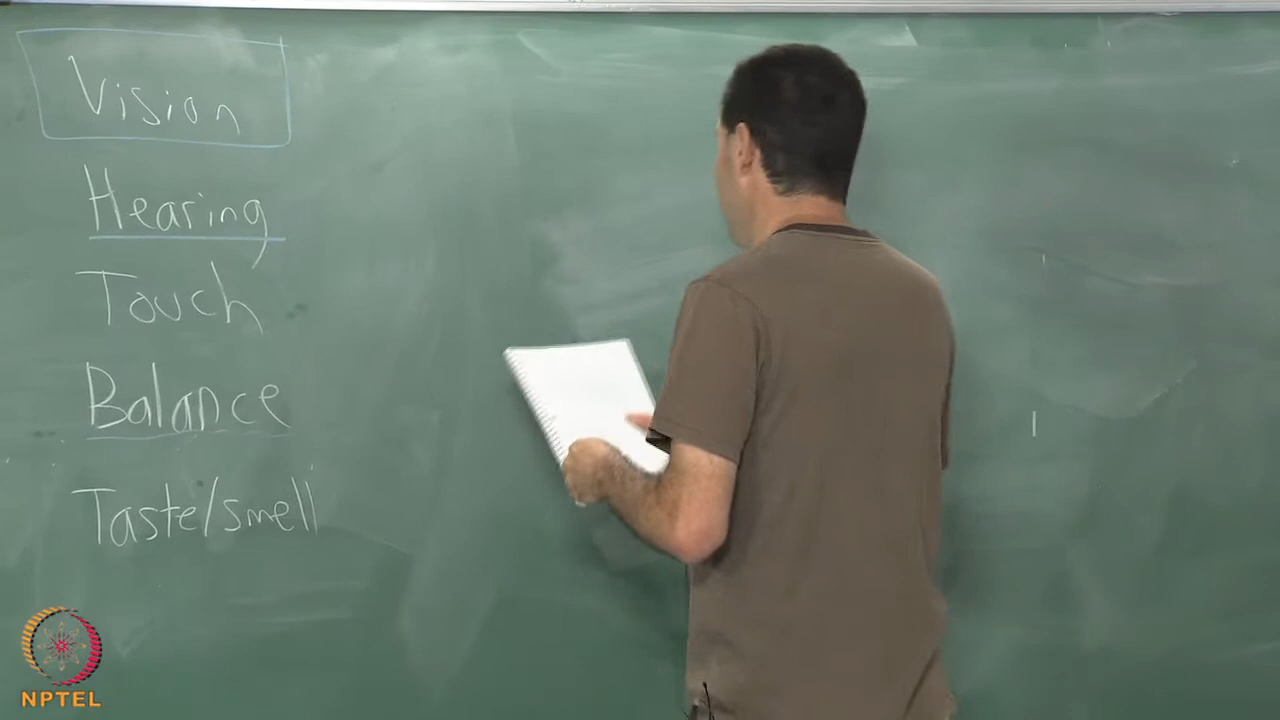 Vision
Hearing
Touch
Balance
Taste/smell
NPTEL